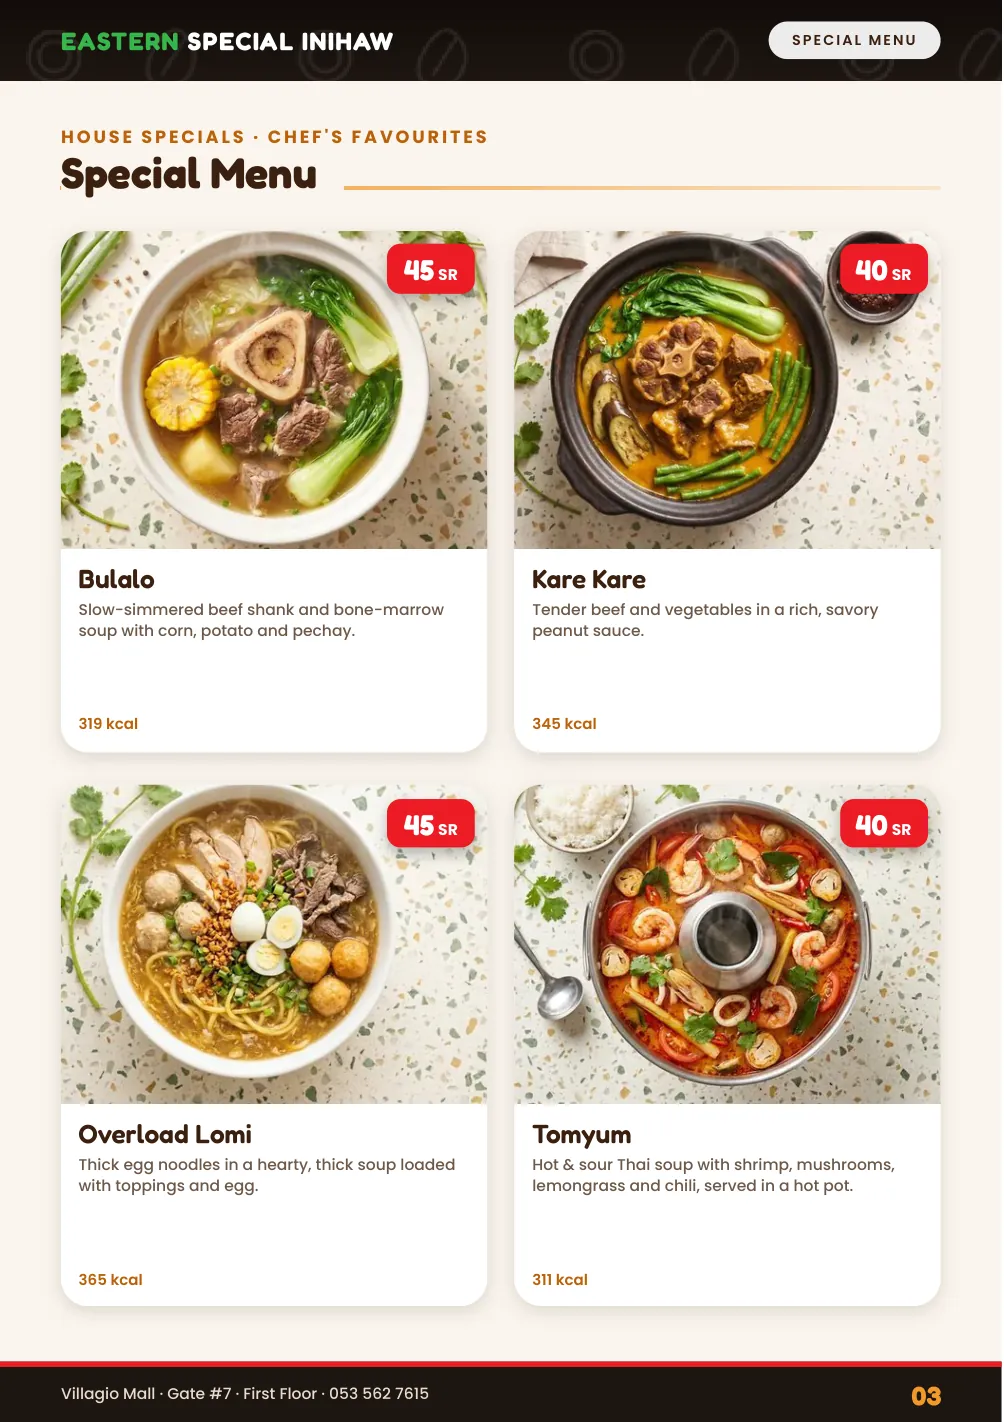 EASTERN SPECIAL INIHAW
SPECIAL MENU
HOUSE SPECIALS · CHEF'S FAVOURITES
Special Menu
45 SR
Bulalo
Slow-simmered beef shank and bone-marrow
soup with corn, potato and pechay.
319 kcal
40 SR
Kare Kare
Tender beef and vegetables in a rich, savory
peanut sauce.
345 kcal
45 SR
Overload Lomi
Thick egg noodles in a hearty, thick soup loaded
with toppings and egg.
365 kcal
40 SR
Tomyum
Hot & sour Thai soup with shrimp, mushrooms,
lemongrass and chili, served in a hot pot.
311 kcal
Villagio Mall · Gate #7 · First Floor · 053 562 7615
03